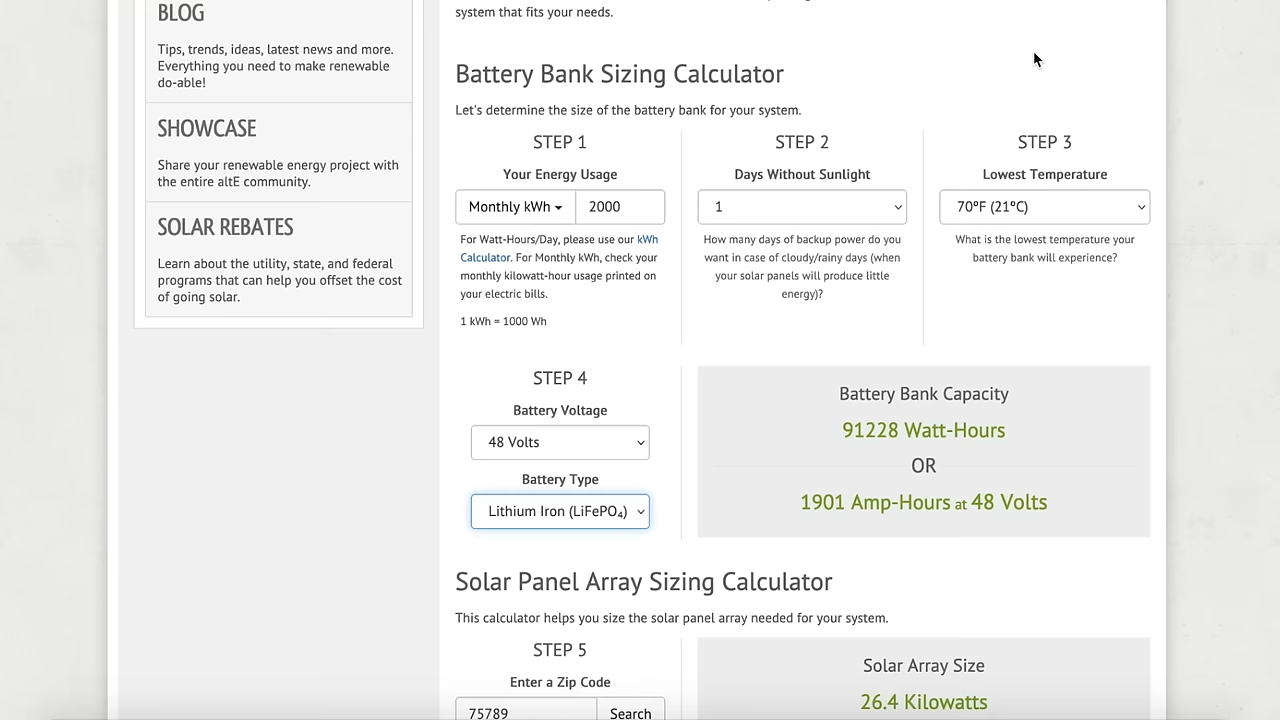 BLOG
Tips, trends, ideas, latest news and more.
Everything you need to make renewable
do-able!
SHOWCASE
Share your renewable energy project with
the entire altE community.
SOLAR REBATES
Learn about the utility, state, and federal
programs that can help you offset the cost
of going solar.
system that fits your needs.
Battery Bank Sizing Calculator
Let's determine the size of the battery bank for your system.
STEP 1
Your Energy Usage
Monthly kWh 2000
For Watt-Hours/Day, please use our kWh
Calculator. For Monthly kWh, check your
monthly kilowatt-hour usage printed on
your electric bills.
1 kWh = 1000 Wh
STEP 2
Days Without Sunlight
1
How many days of backup power do you
want in case of cloudy/rainy days (when
your solar panels will produce little
energy)?
STEP 3
Lowest Temperature
70°F (21°C)
What is the lowest temperature your
battery bank will experience?
STEP 4
Battery Voltage
48 Volts
Battery Type
Lithium Iron (LiFePO₄)
Battery Bank Capacity
91228 Watt-Hours
OR
1901 Amp-Hours at 48 Volts
Solar Panel Array Sizing Calculator
This calculator helps you size the solar panel array needed for your system.
STEP 5
Enter a Zip Code
75789 Search
Solar Array Size
26.4 Kilowatts